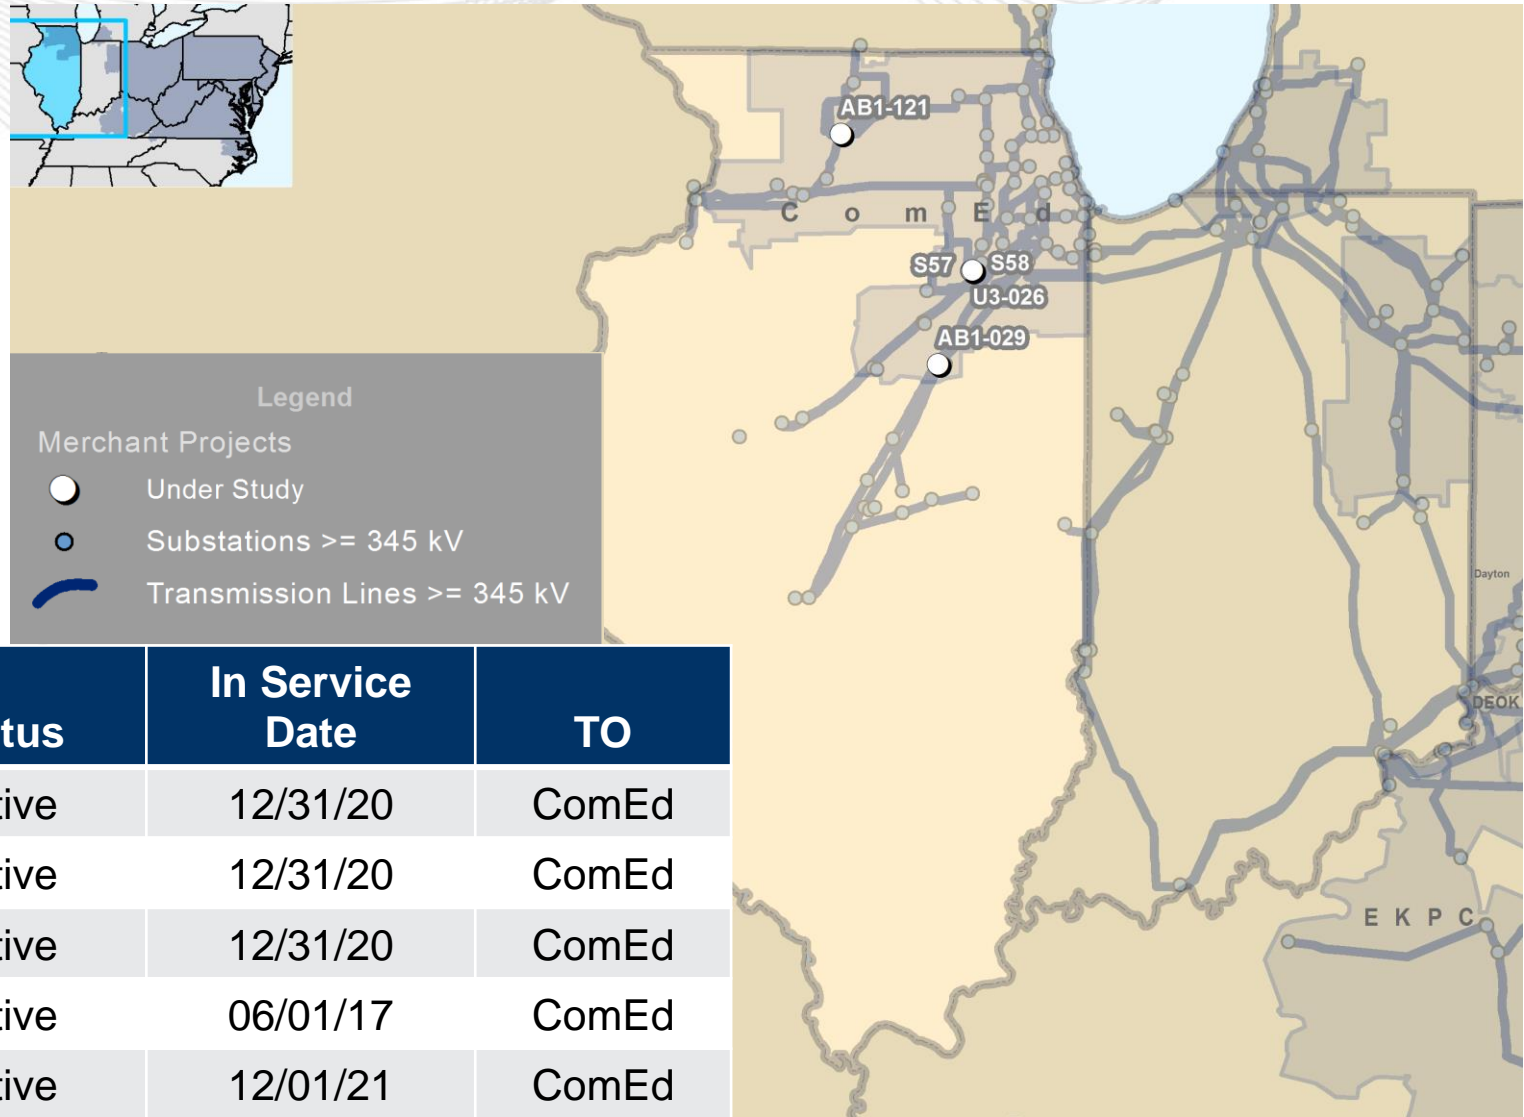 AB1-121
C o m E d
S57 S58
U3-026
AB1-029
Legend
Merchant Projects
Under Study
Substations >= 345 kV
Transmission Lines >= 345 kV
Dayton
DEOK
E K P C
tus In Service Date TO
tive 12/31/20 ComEd
tive 12/31/20 ComEd
tive 12/31/20 ComEd
tive 06/01/17 ComEd
tive 12/01/21 ComEd